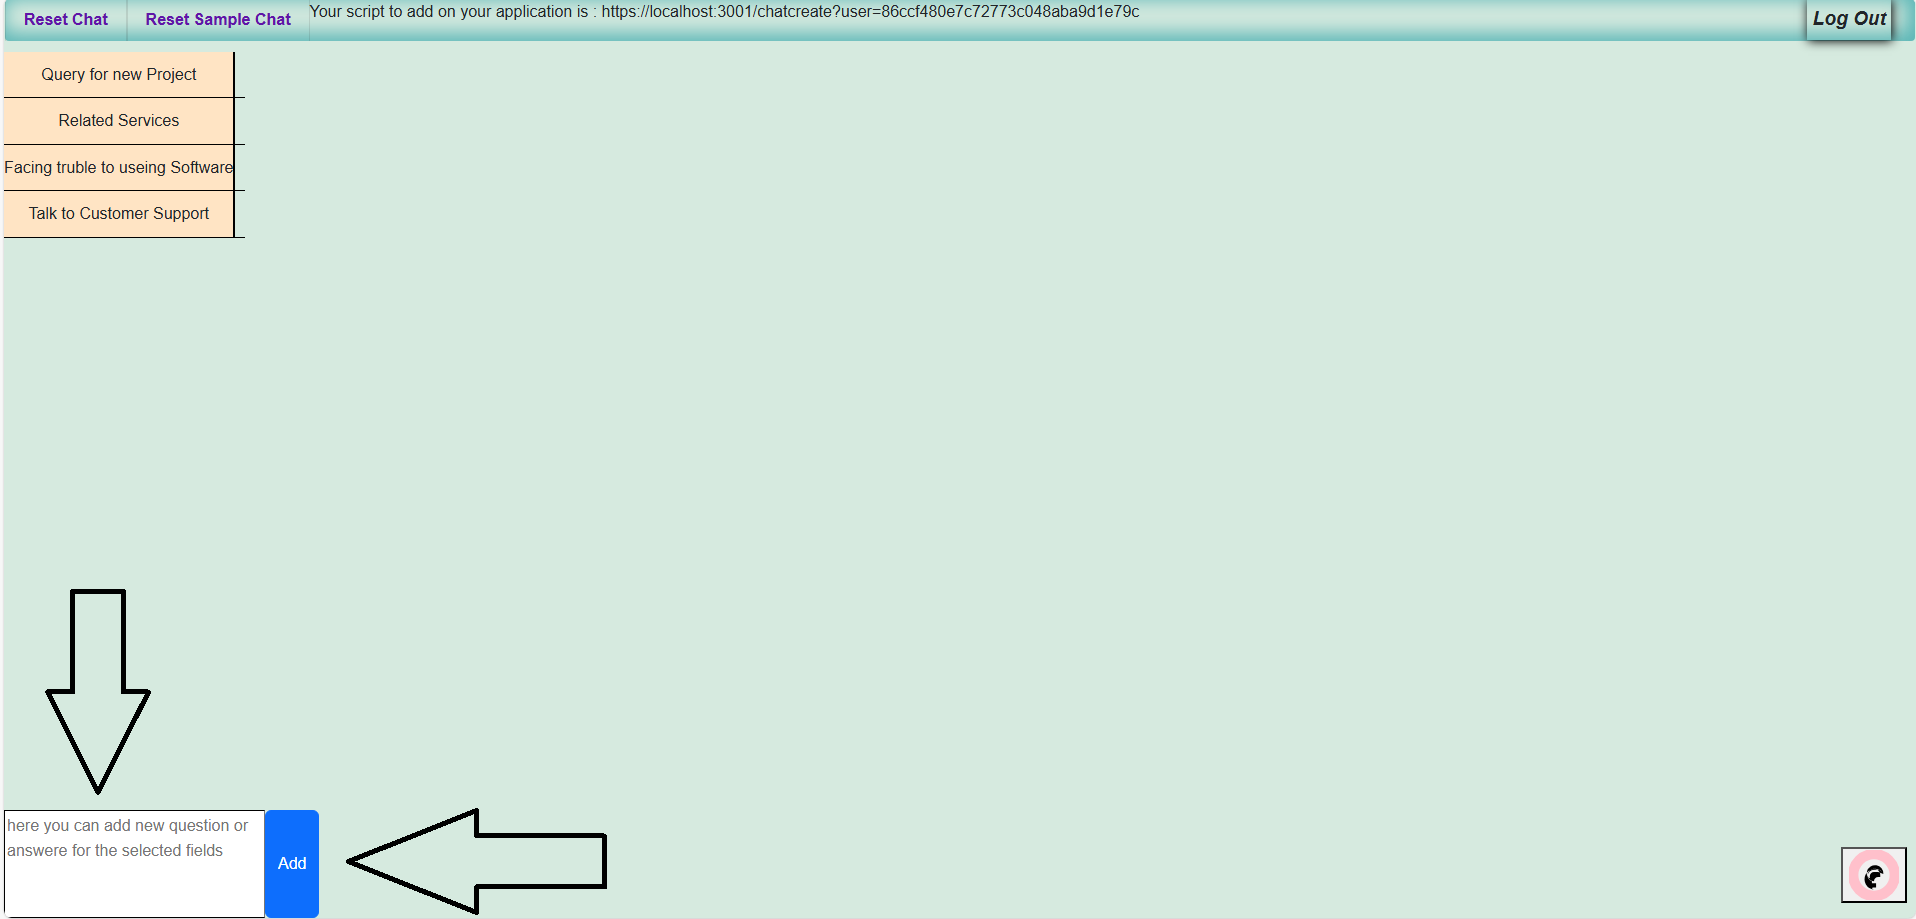 Reset Chat
Reset Sample Chat
Your script to add on your application is : https://localhost:3001/chatcreate?user=86ccf480e7c72773c048aba9d1e79c
Log Out
Query for new Project
Related Services
Facing truble to useing Software
Talk to Customer Support
here you can add new question or
answere for the selected fields
Add